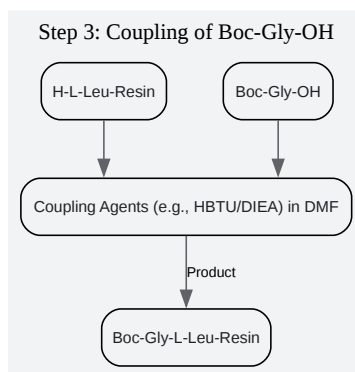 Step 3: Coupling of Boc-Gly-OH
H-L-Leu-Resin
Boc-Gly-OH
Coupling Agents (e.g., HBTU/DIEA) in DMF
Product
Boc-Gly-L-Leu-Resin